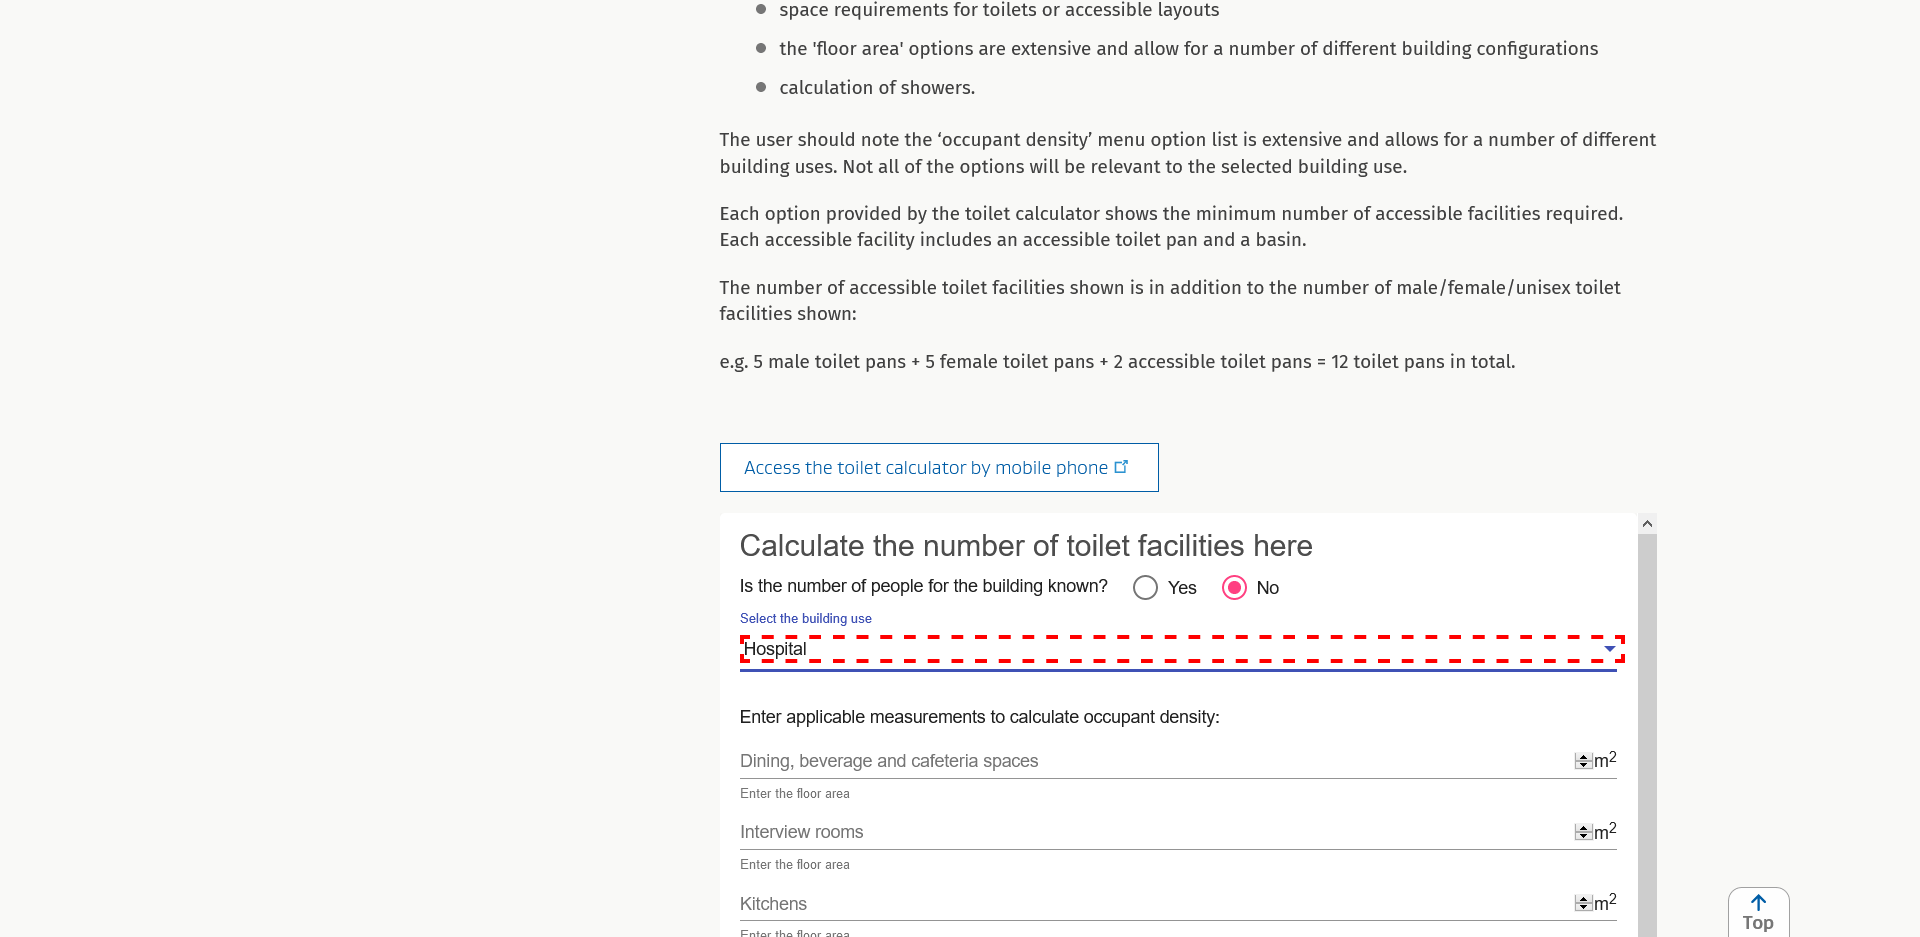 space requirements for toilets or accessible layouts
the 'floor area' options are extensive and allow for a number of different building configurations
calculation of showers.
The user should note the ‘occupant density’ menu option list is extensive and allows for a number of different
building uses. Not all of the options will be relevant to the selected building use.
Each option provided by the toilet calculator shows the minimum number of accessible facilities required.
Each accessible facility includes an accessible toilet pan and a basin.
The number of accessible toilet facilities shown is in addition to the number of male/female/unisex toilet
facilities shown:
e.g. 5 male toilet pans + 5 female toilet pans + 2 accessible toilet pans = 12 toilet pans in total.
Access the toilet calculator by mobile phone
Calculate the number of toilet facilities here
Is the number of people for the building known? Yes No
Select the building use
Hospital
Enter applicable measurements to calculate occupant density:
Dining, beverage and cafeteria spaces m²
Enter the floor area
Interview rooms m²
Enter the floor area
Kitchens m²
Enter the floor area
Top